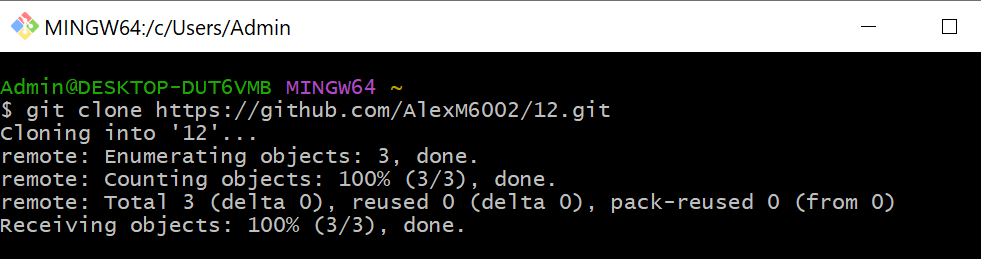 MINGW64:/c/Users/Admin
Admin@DESKTOP-DUT6VMB MINGW64 ~
$ git clone https://github.com/AlexM6002/12.git
Cloning into '12'...
remote: Enumerating objects: 3, done.
remote: Counting objects: 100% (3/3), done.
remote: Total 3 (delta 0), reused 0 (delta 0), pack-reused 0 (from 0)
Receiving objects: 100% (3/3), done.